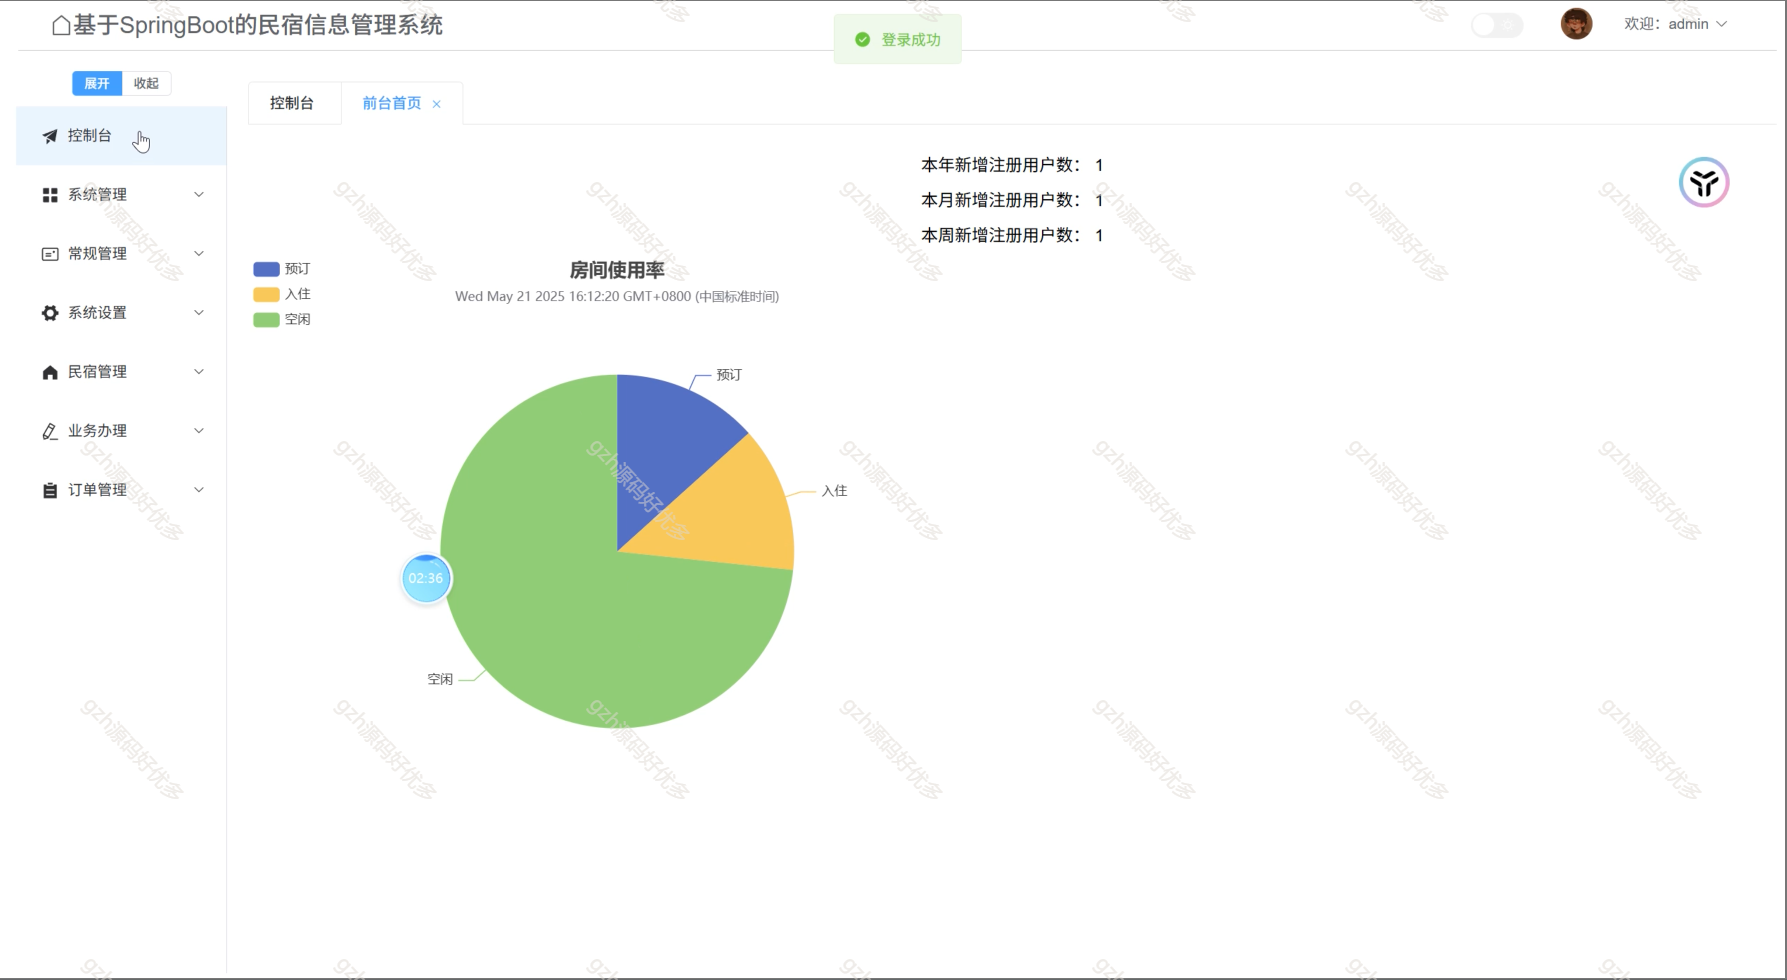 基于SpringBoot的民宿信息管理系统
登录成功
欢迎：admin
展开 收起
控制台 前台首页
控制台
系统管理
常规管理
系统设置
民宿管理
业务办理
订单管理
本年新增注册用户数： 1
本月新增注册用户数： 1
本周新增注册用户数： 1
预订
入住
空闲
房间使用率
Wed May 21 2025 16:12:20 GMT+0800 (中国标准时间)
预订
入住
02:36
空闲
gzh源码好优多